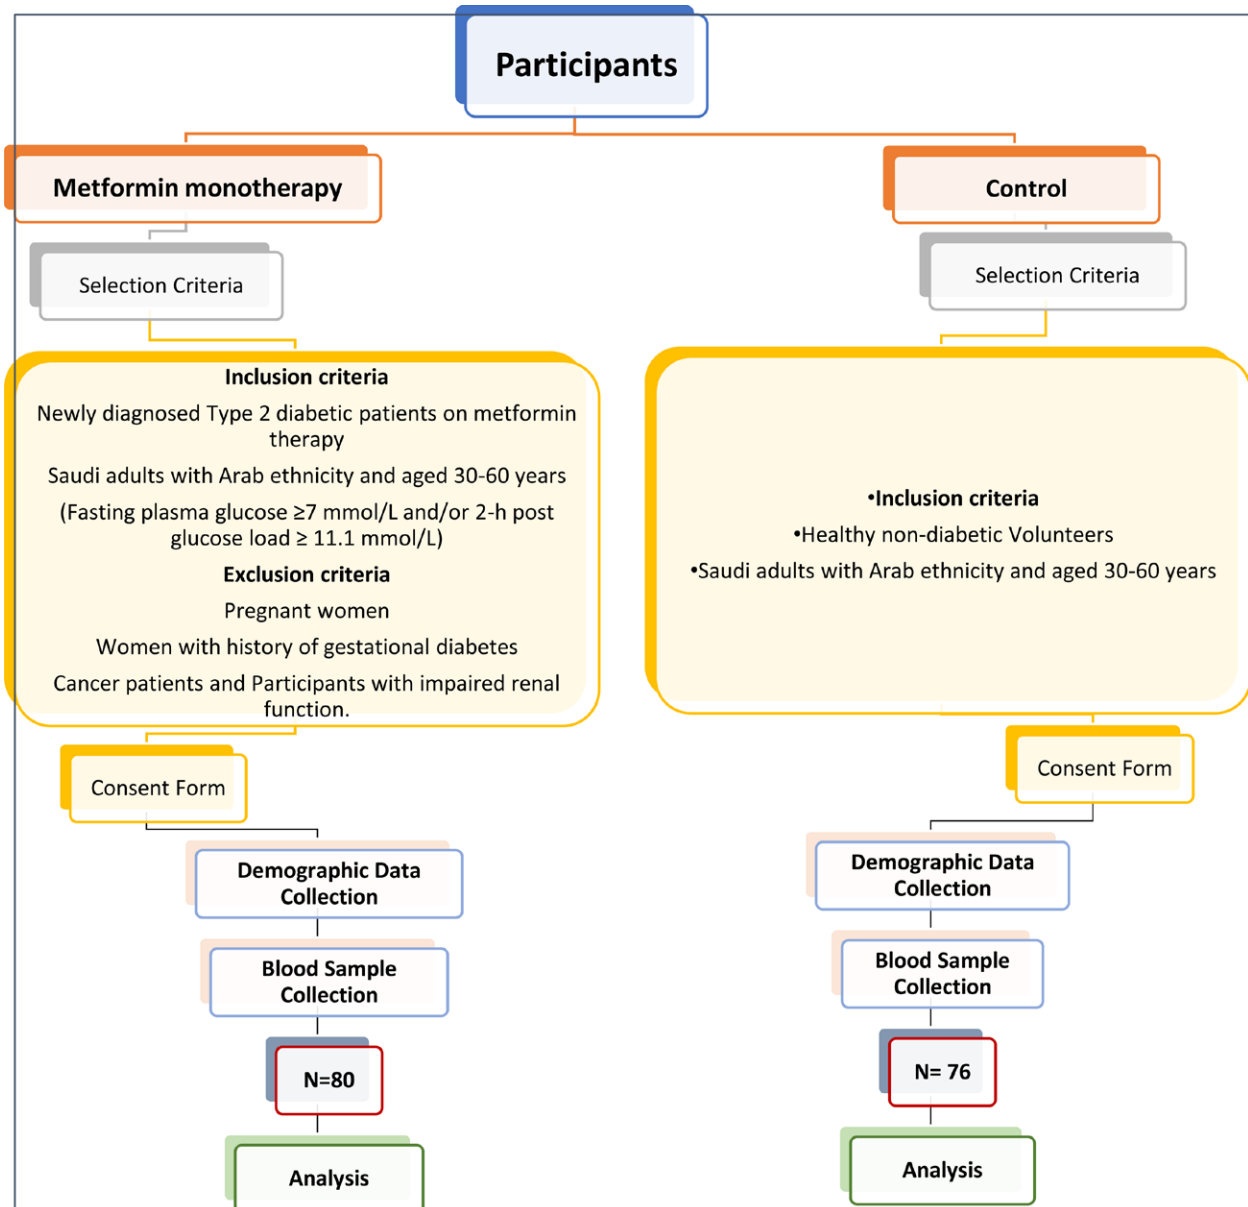 Participants
Metformin monotherapy
Selection Criteria
Inclusion criteria
Newly diagnosed Type 2 diabetic patients on metformin
therapy
Saudi adults with Arab ethnicity and aged 30-60 years
(Fasting plasma glucose ≥7 mmol/L and/or 2-h post
glucose load ≥ 11.1 mmol/L)
Exclusion criteria
Pregnant women
Women with history of gestational diabetes
Cancer patients and Participants with impaired renal
function.
Consent Form
Demographic Data
Collection
Blood Sample
Collection
N=80
Analysis
Control
Selection Criteria
•Inclusion criteria
•Healthy non-diabetic Volunteers
•Saudi adults with Arab ethnicity and aged 30-60 years
Consent Form
Demographic Data
Collection
Blood Sample
Collection
N= 76
Analysis